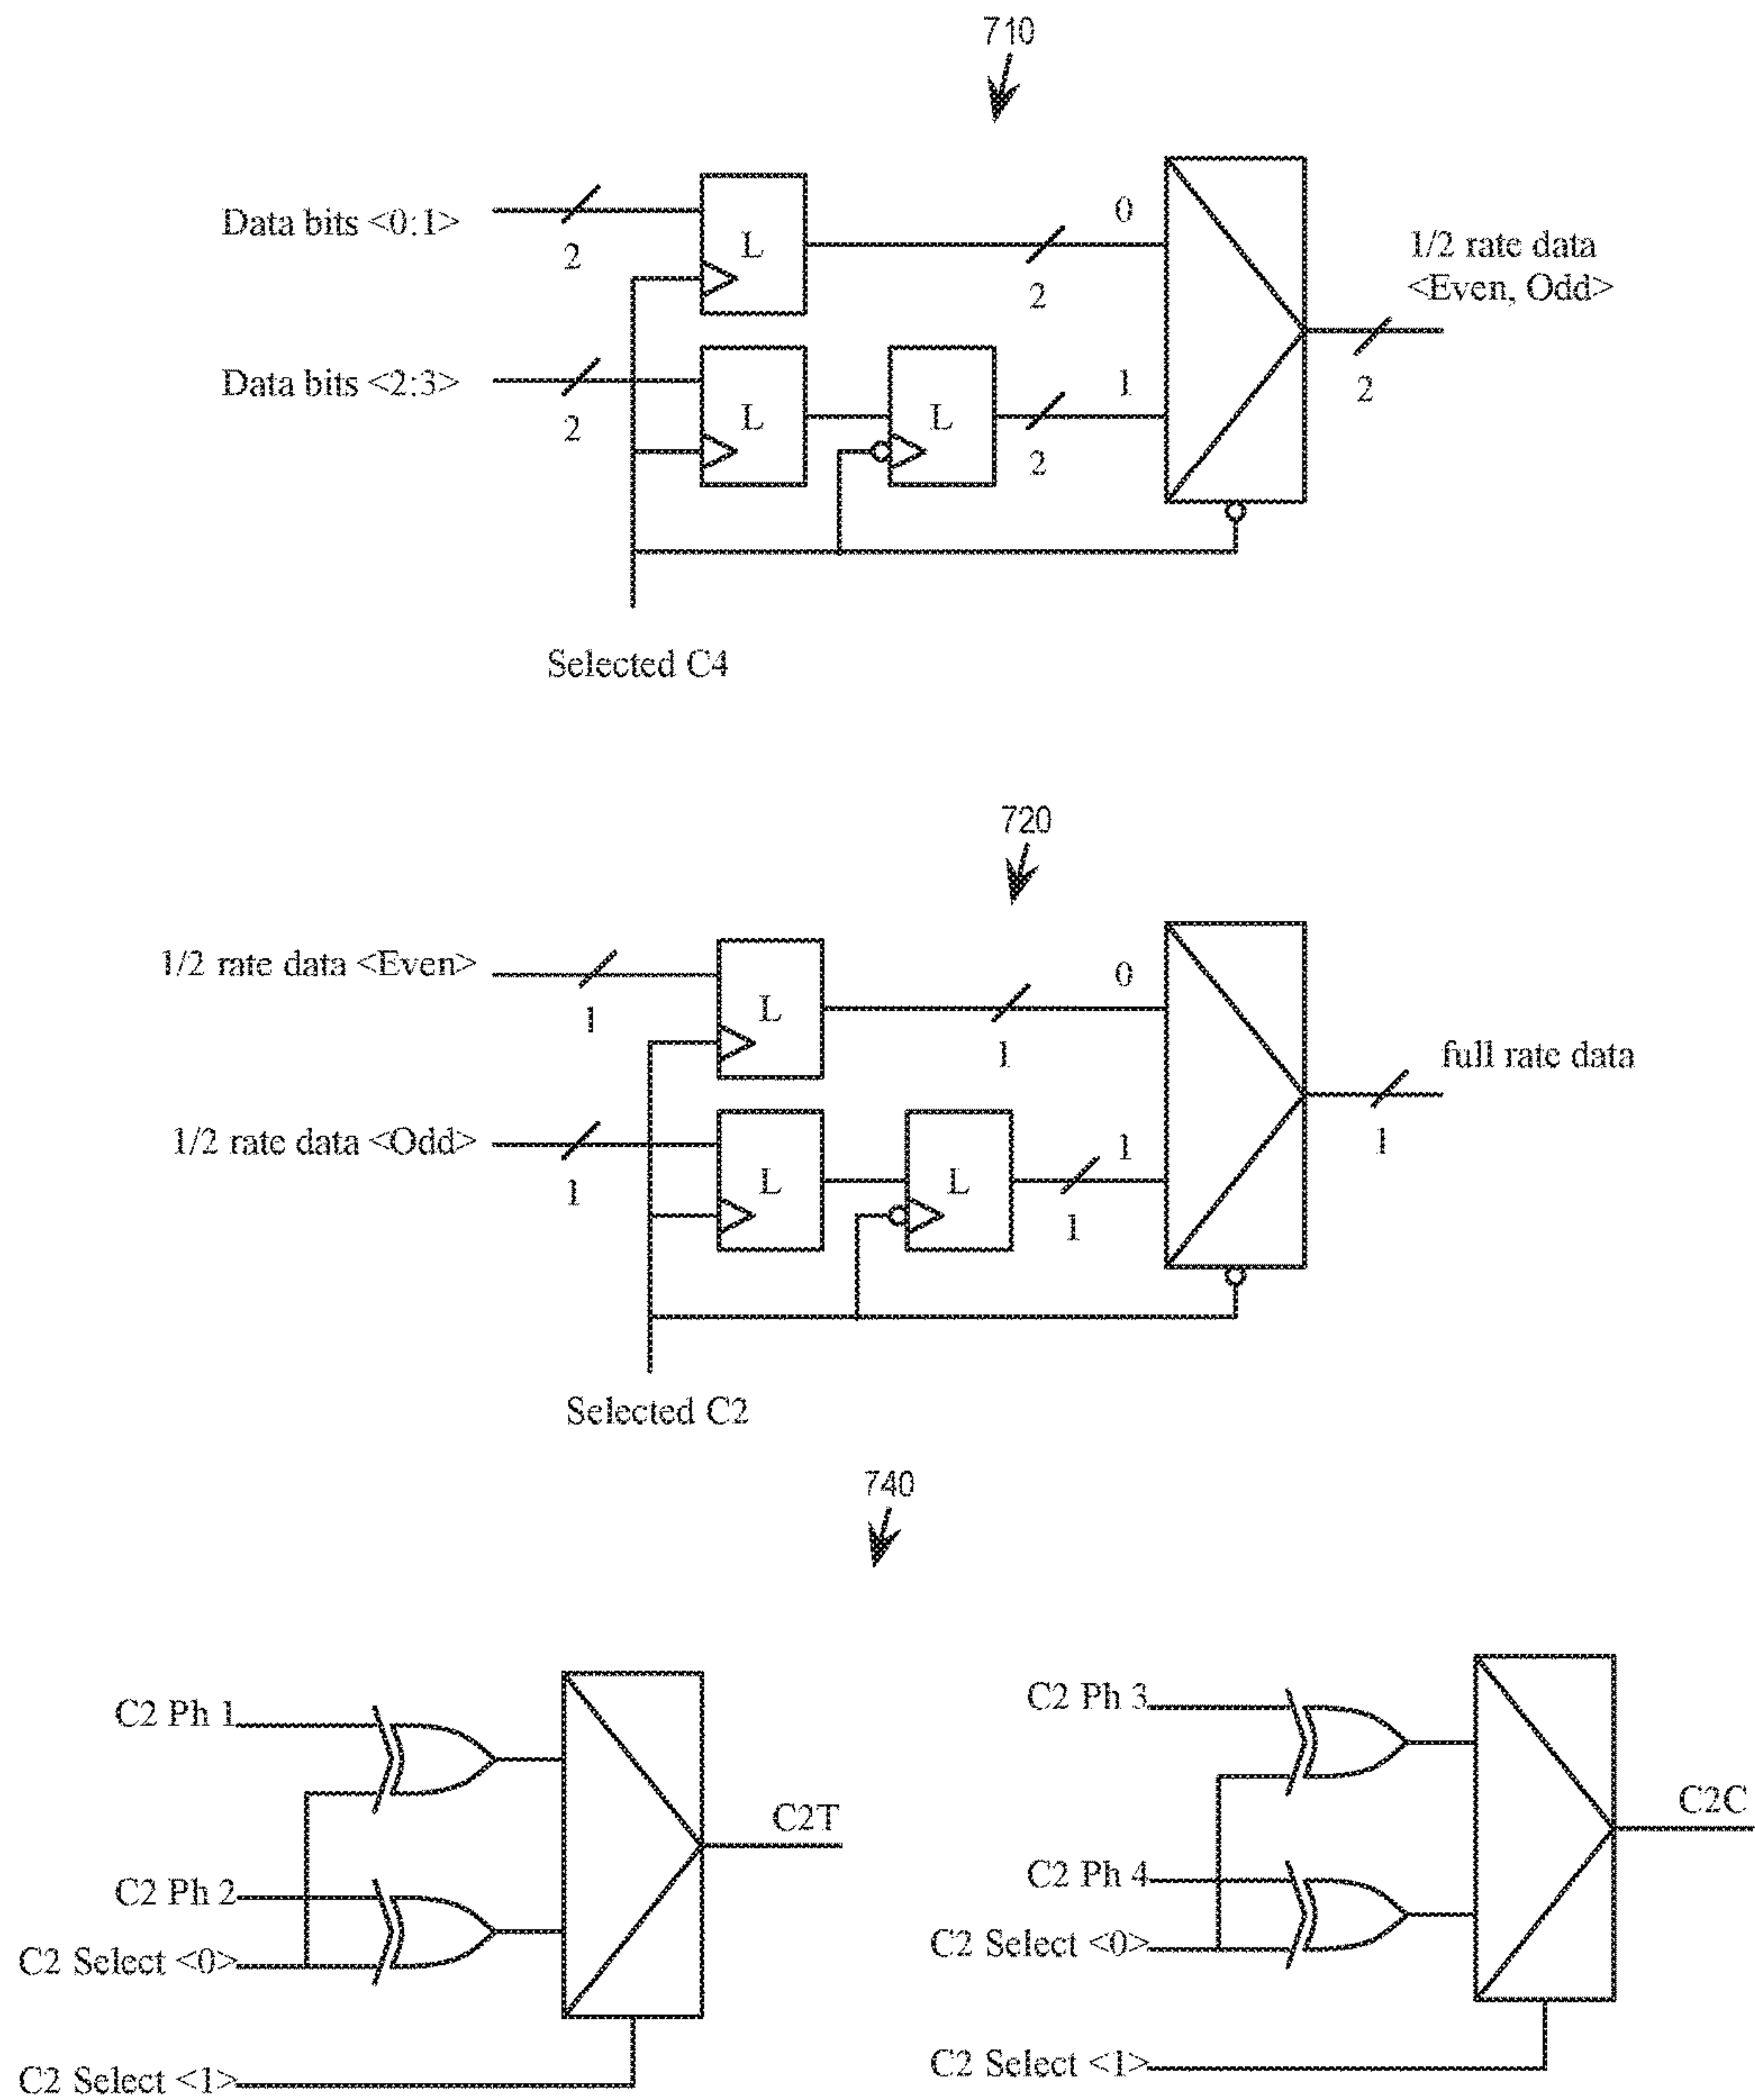 710
Data bits <0:1>
2
L
2
0
1/2 rate data
<Even, Odd>
2
Data bits <2:3>
2
L
L
2
1
Selected C4
720
1/2 rate data <Even>
1
L
1
0
full rate data
1
1/2 rate data <Odd>
1
L
L
1
1
Selected C2
740
C2 Ph 1
C2 Ph 2
C2 Select <0>
C2 Select <1>
C2T
C2 Ph 3
C2 Ph 4
C2 Select <0>
C2 Select <1>
C2C